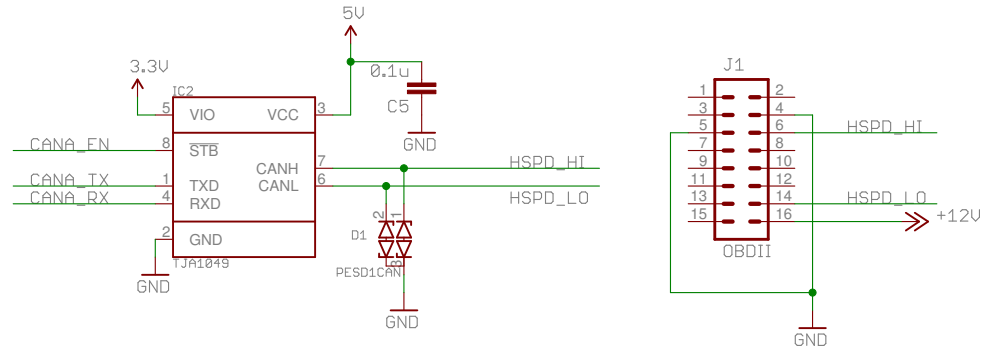 5V
3.3V
0.1u
C5
GND
IC2
5 VIO VCC 3
CANA_EN 8 STB
CANH 7 HSPD_HI
CANA_TX 1 TXD CANL 6 HSPD_LO
CANA_RX 4 RXD
2 GND
TJA1049
GND
D1
2 1
3
PESD1CAN
GND
J1
1 2
3 4
5 6 HSPD_HI
7 8
9 10
11 12
13 14 HSPD_LO
15 16 +12V
OBDII
GND